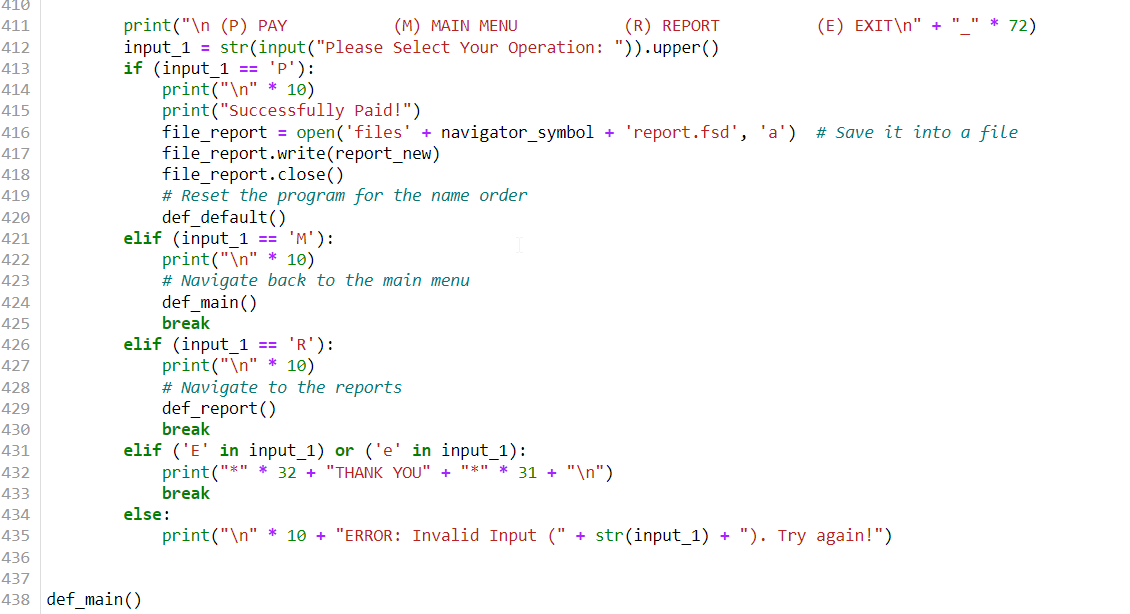 410
411 print("\n (P) PAY           (M) MAIN MENU           (R) REPORT          (E) EXIT\n" + "_" * 72)
412 input_1 = str(input("Please Select Your Operation: ")).upper()
413 if (input_1 == 'P'):
414     print("\n" * 10)
415     print("Successfully Paid!")
416     file_report = open('files' + navigator_symbol + 'report.fsd', 'a')  # Save it into a file
417     file_report.write(report_new)
418     file_report.close()
419     # Reset the program for the name order
420     def_default()
421 elif (input_1 == 'M'):
422     print("\n" * 10)
423     # Navigate back to the main menu
424     def_main()
425     break
426 elif (input_1 == 'R'):
427     print("\n" * 10)
428     # Navigate to the reports
429     def_report()
430     break
431 elif ('E' in input_1) or ('e' in input_1):
432     print("*" * 32 + "THANK YOU" + "*" * 31 + "\n")
433     break
434 else:
435     print("\n" * 10 + "ERROR: Invalid Input (" + str(input_1) + "). Try again!")
436
437
438 def_main()